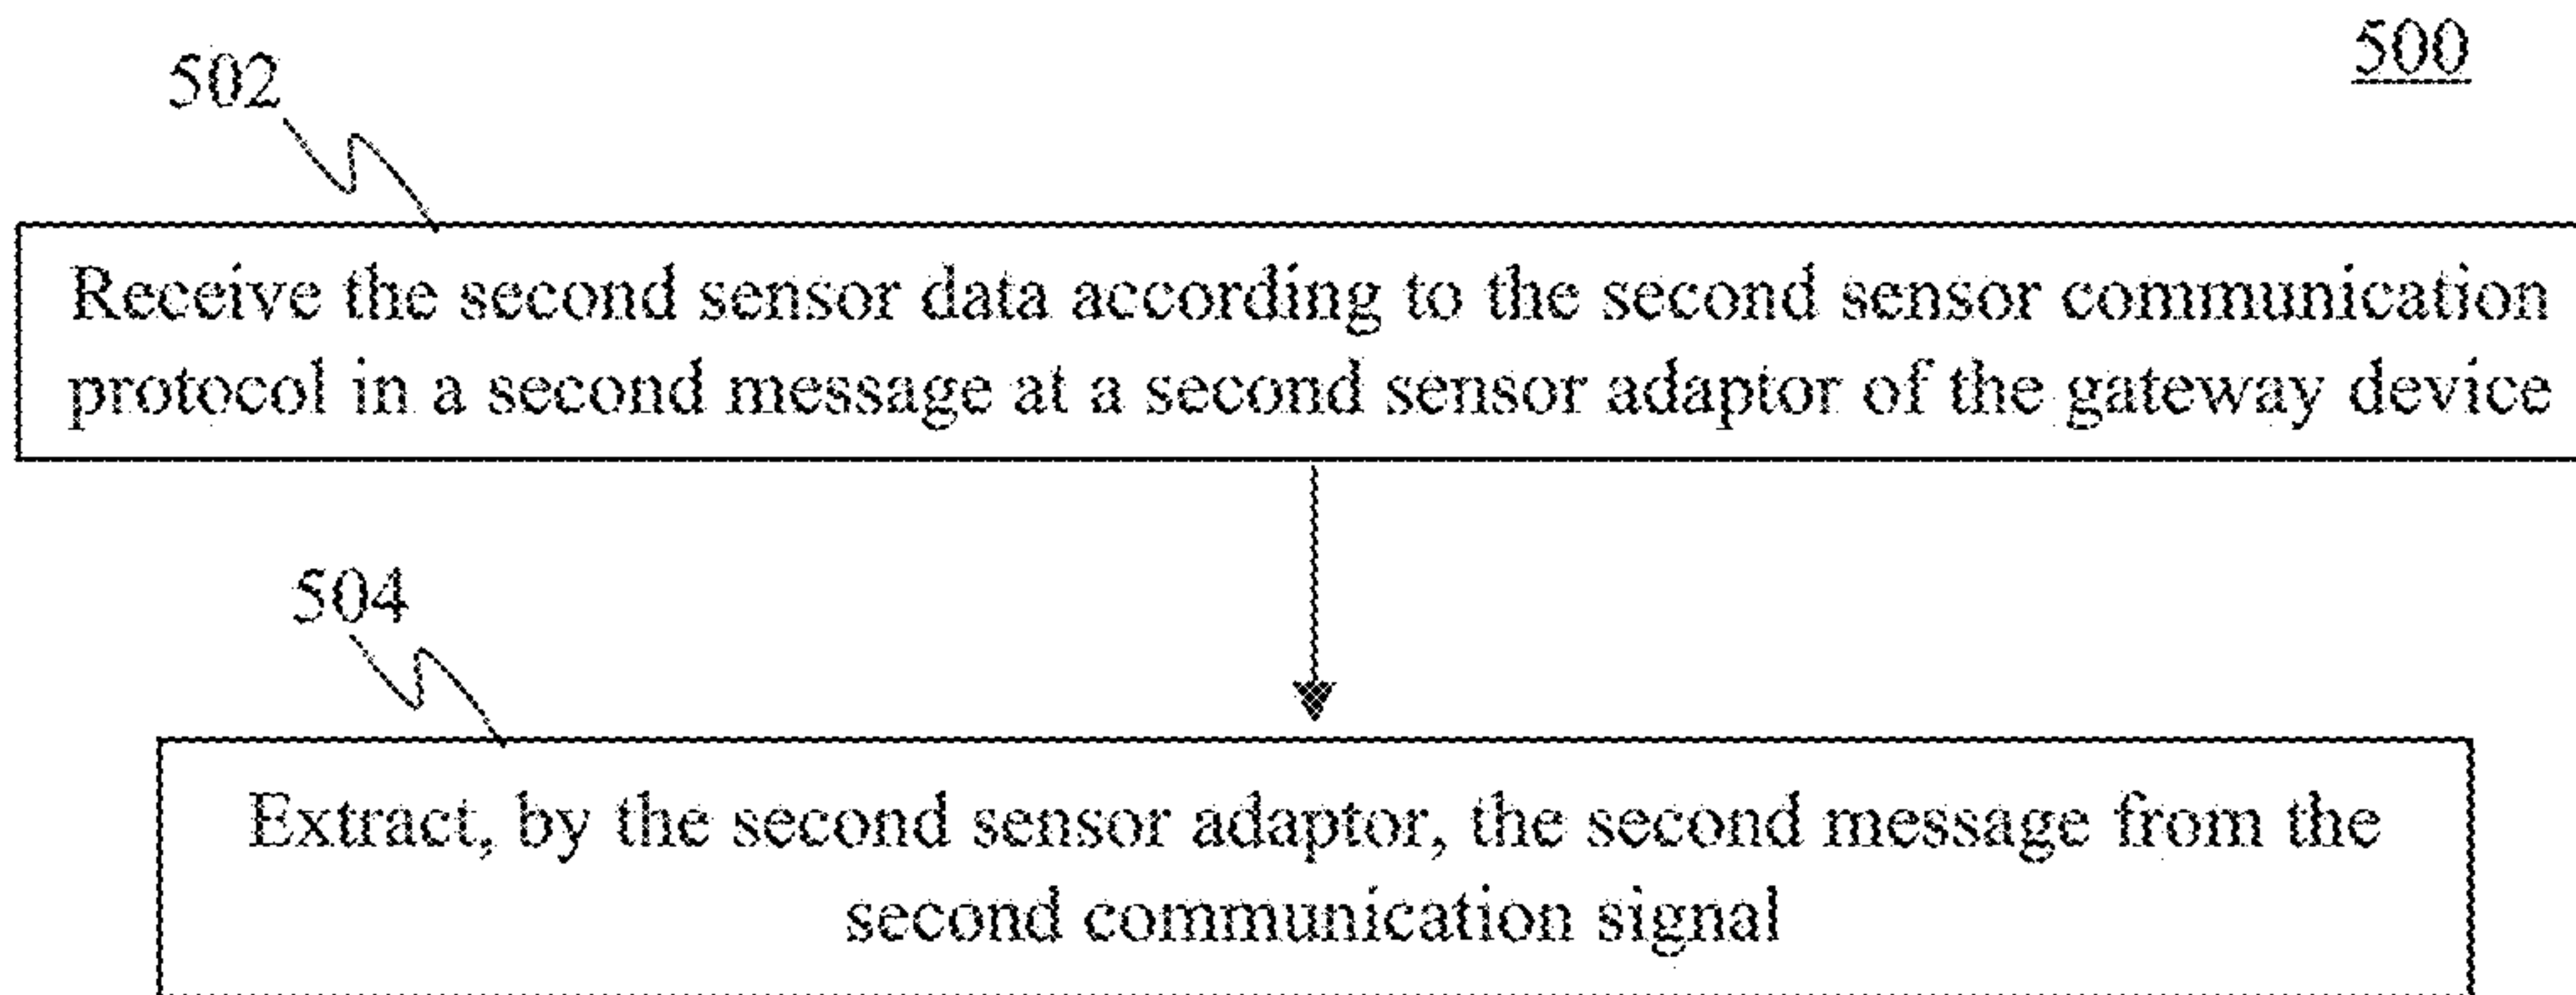 500
502
Receive the second sensor data according to the second sensor communication
protocol in a second message at a second sensor adaptor of the gateway device
504
Extract, by the second sensor adaptor, the second message from the
second communication signal